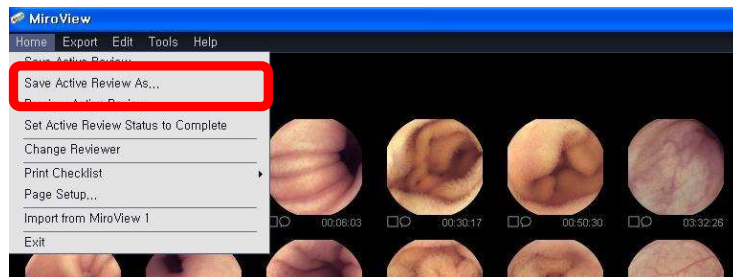 MiroView
Home Export Edit Tools Help
Save Active Review As...
Set Active Review Status to Complete
Change Reviewer
Print Checklist
Page Setup...
Import from MiroView 1
Exit
00:06:03 00:30:17 00:50:30 03:32:26